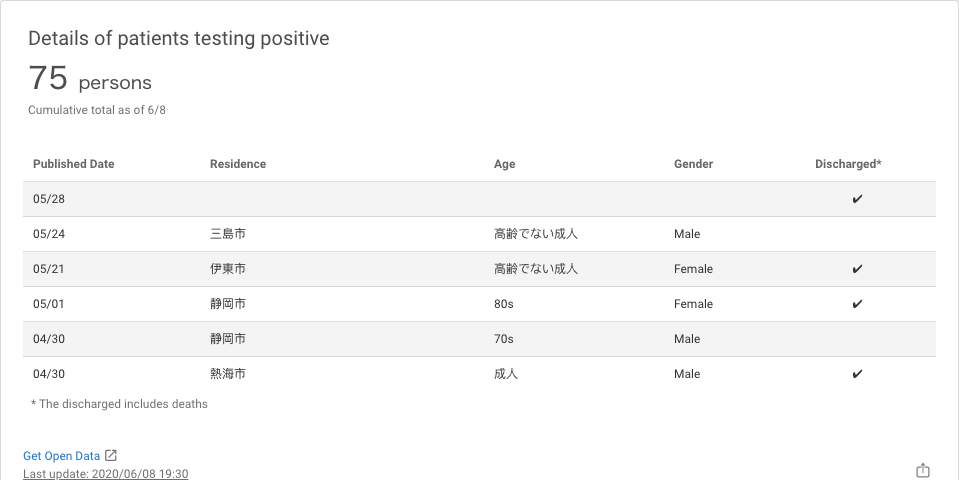 Details of patients testing positive
75 persons
Cumulative total as of 6/8
Published Date Residence Age Gender Discharged*
05/28 ✔
05/24 三島市 高齢でない成人 Male
05/21 伊東市 高齢でない成人 Female ✔
05/01 静岡市 80s Female ✔
04/30 静岡市 70s Male
04/30 熱海市 成人 Male ✔
* The discharged includes deaths
Get Open Data
Last update: 2020/06/08 19:30